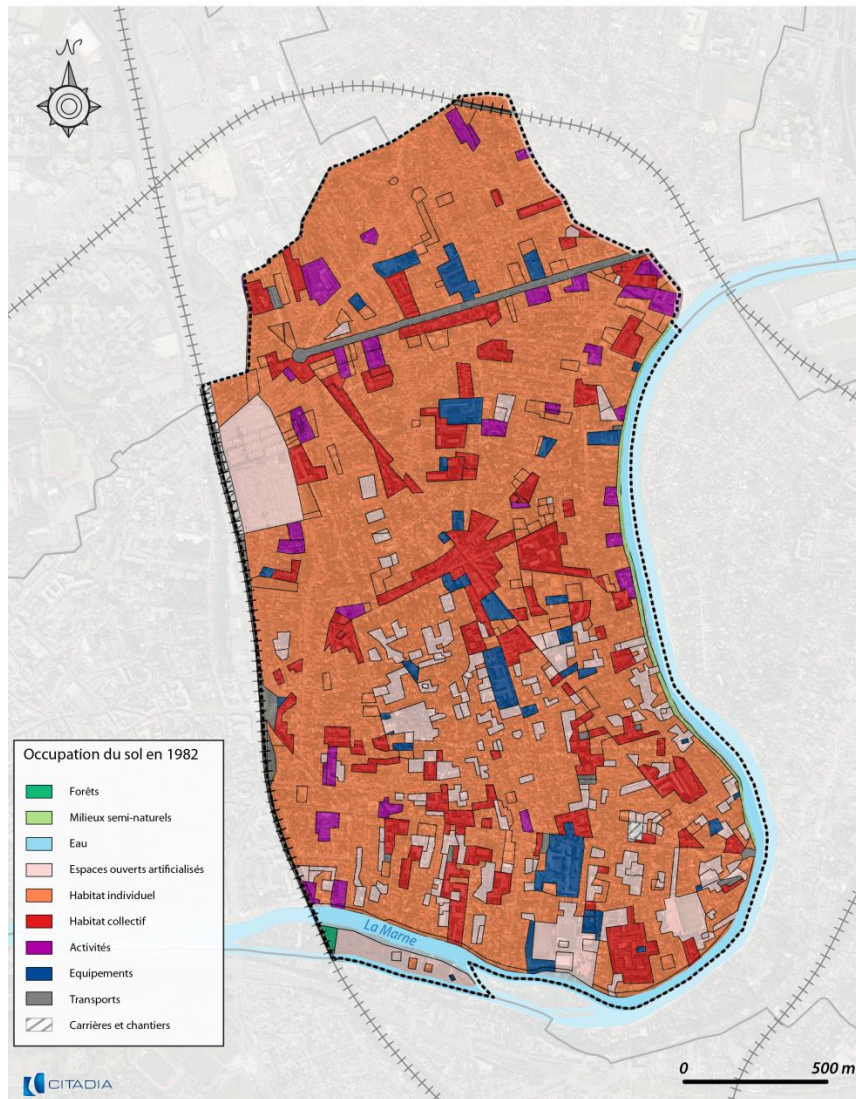 N
La Marne
Occupation du sol en 1982
Forêts
Milieux semi-naturels
Eau
Espaces ouverts artificialisés
Habitat individuel
Habitat collectif
Activités
Equipements
Transports
Carrières et chantiers
CITADIA
0 500 m